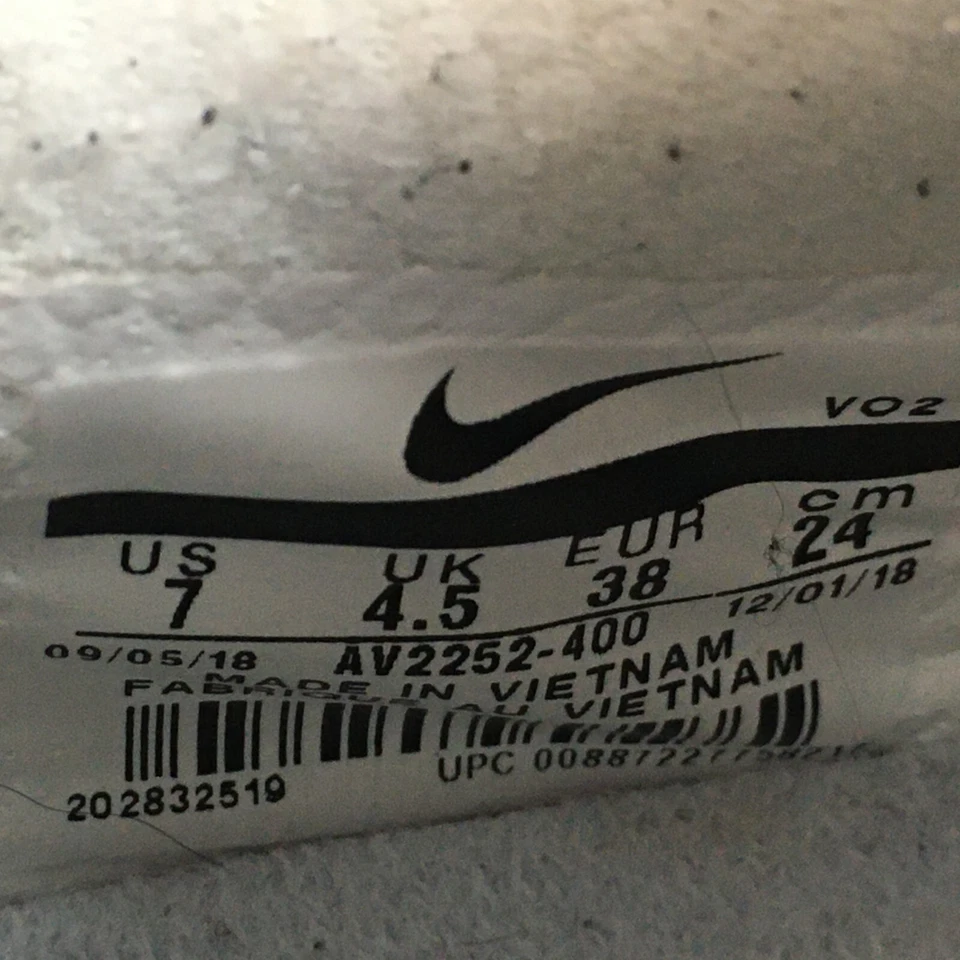 VO2
US UK EUR cm
7 4.5 38 24
09/05/18 AV2252-400 12/01/18
MADE IN VIETNAM
FABRIQUE AU VIETNAM
UPC
202832519